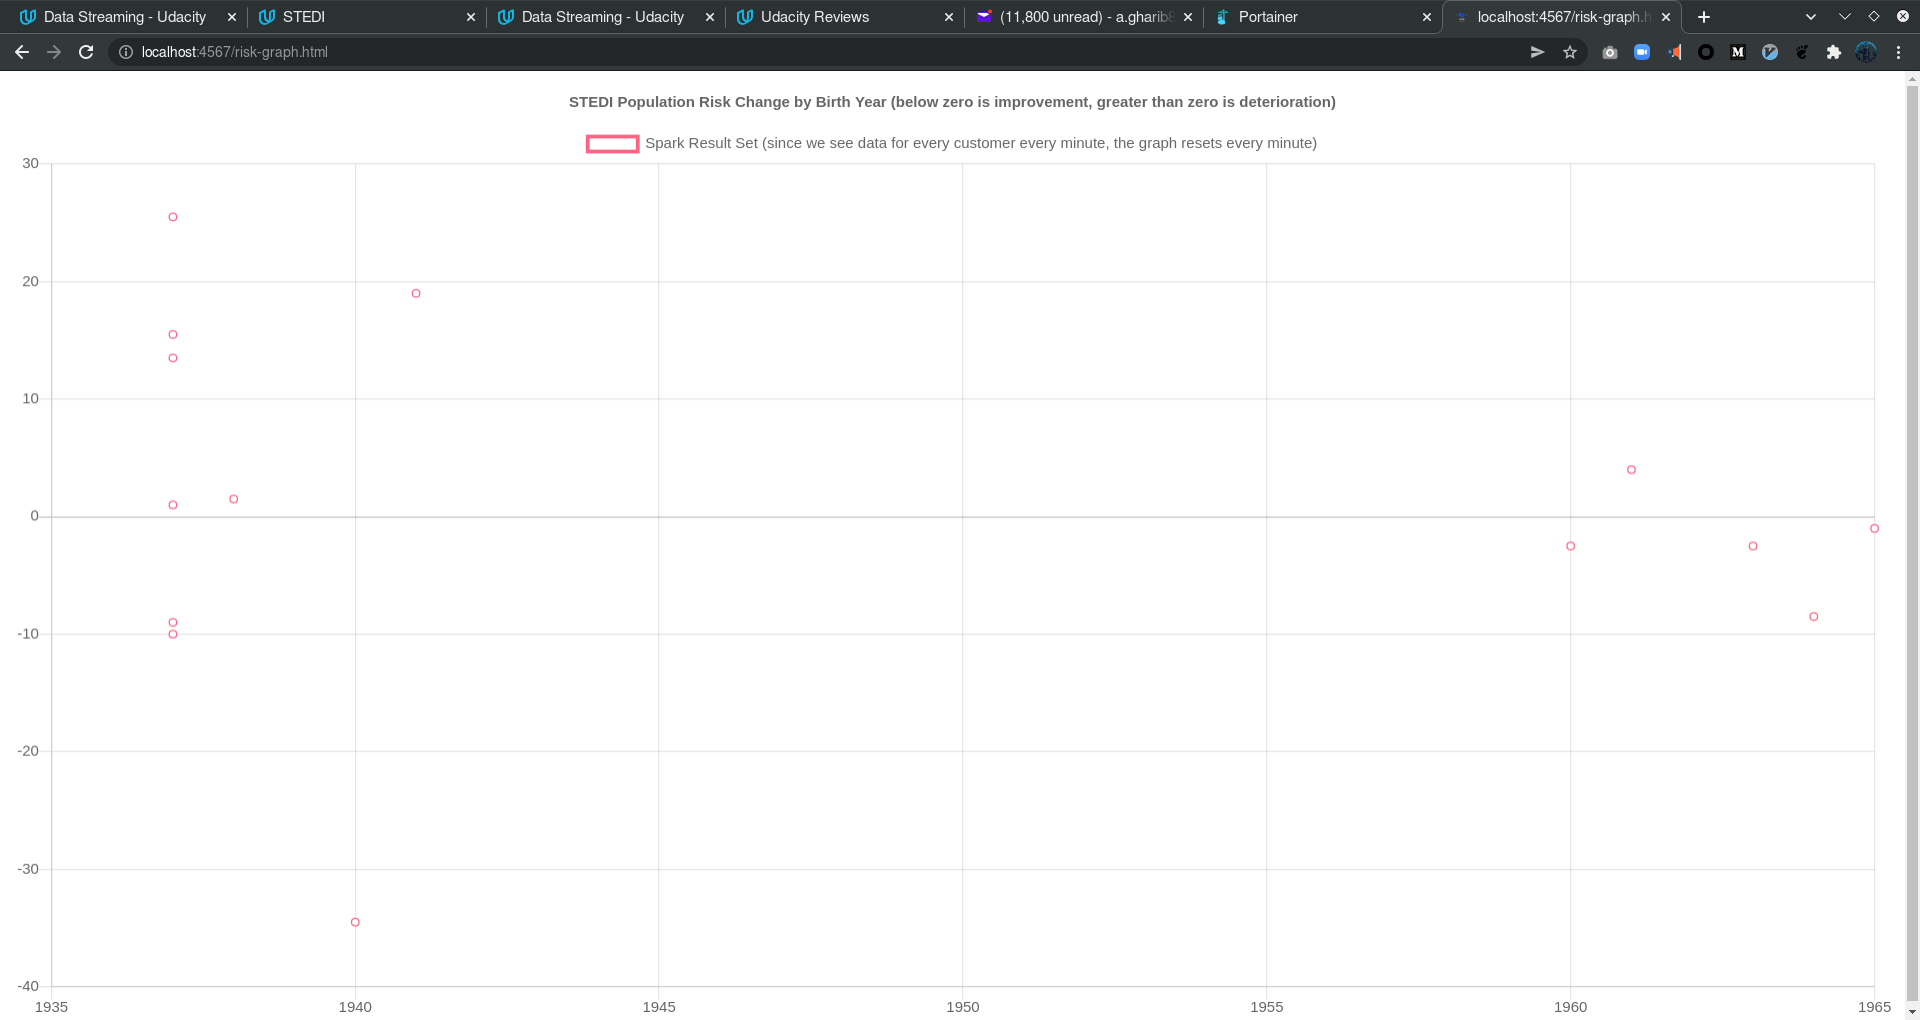 Data Streaming - Udacity
STEDI
Data Streaming - Udacity
Udacity Reviews
(11,800 unread) - a.gharib8
Portainer
localhost:4567/risk-graph.h
localhost:4567/risk-graph.html
M
STEDI Population Risk Change by Birth Year (below zero is improvement, greater than zero is deterioration)
Spark Result Set (since we see data for every customer every minute, the graph resets every minute)
30
20
10
0
-10
-20
-30
-40
1935 1940 1945 1950 1955 1960 1965